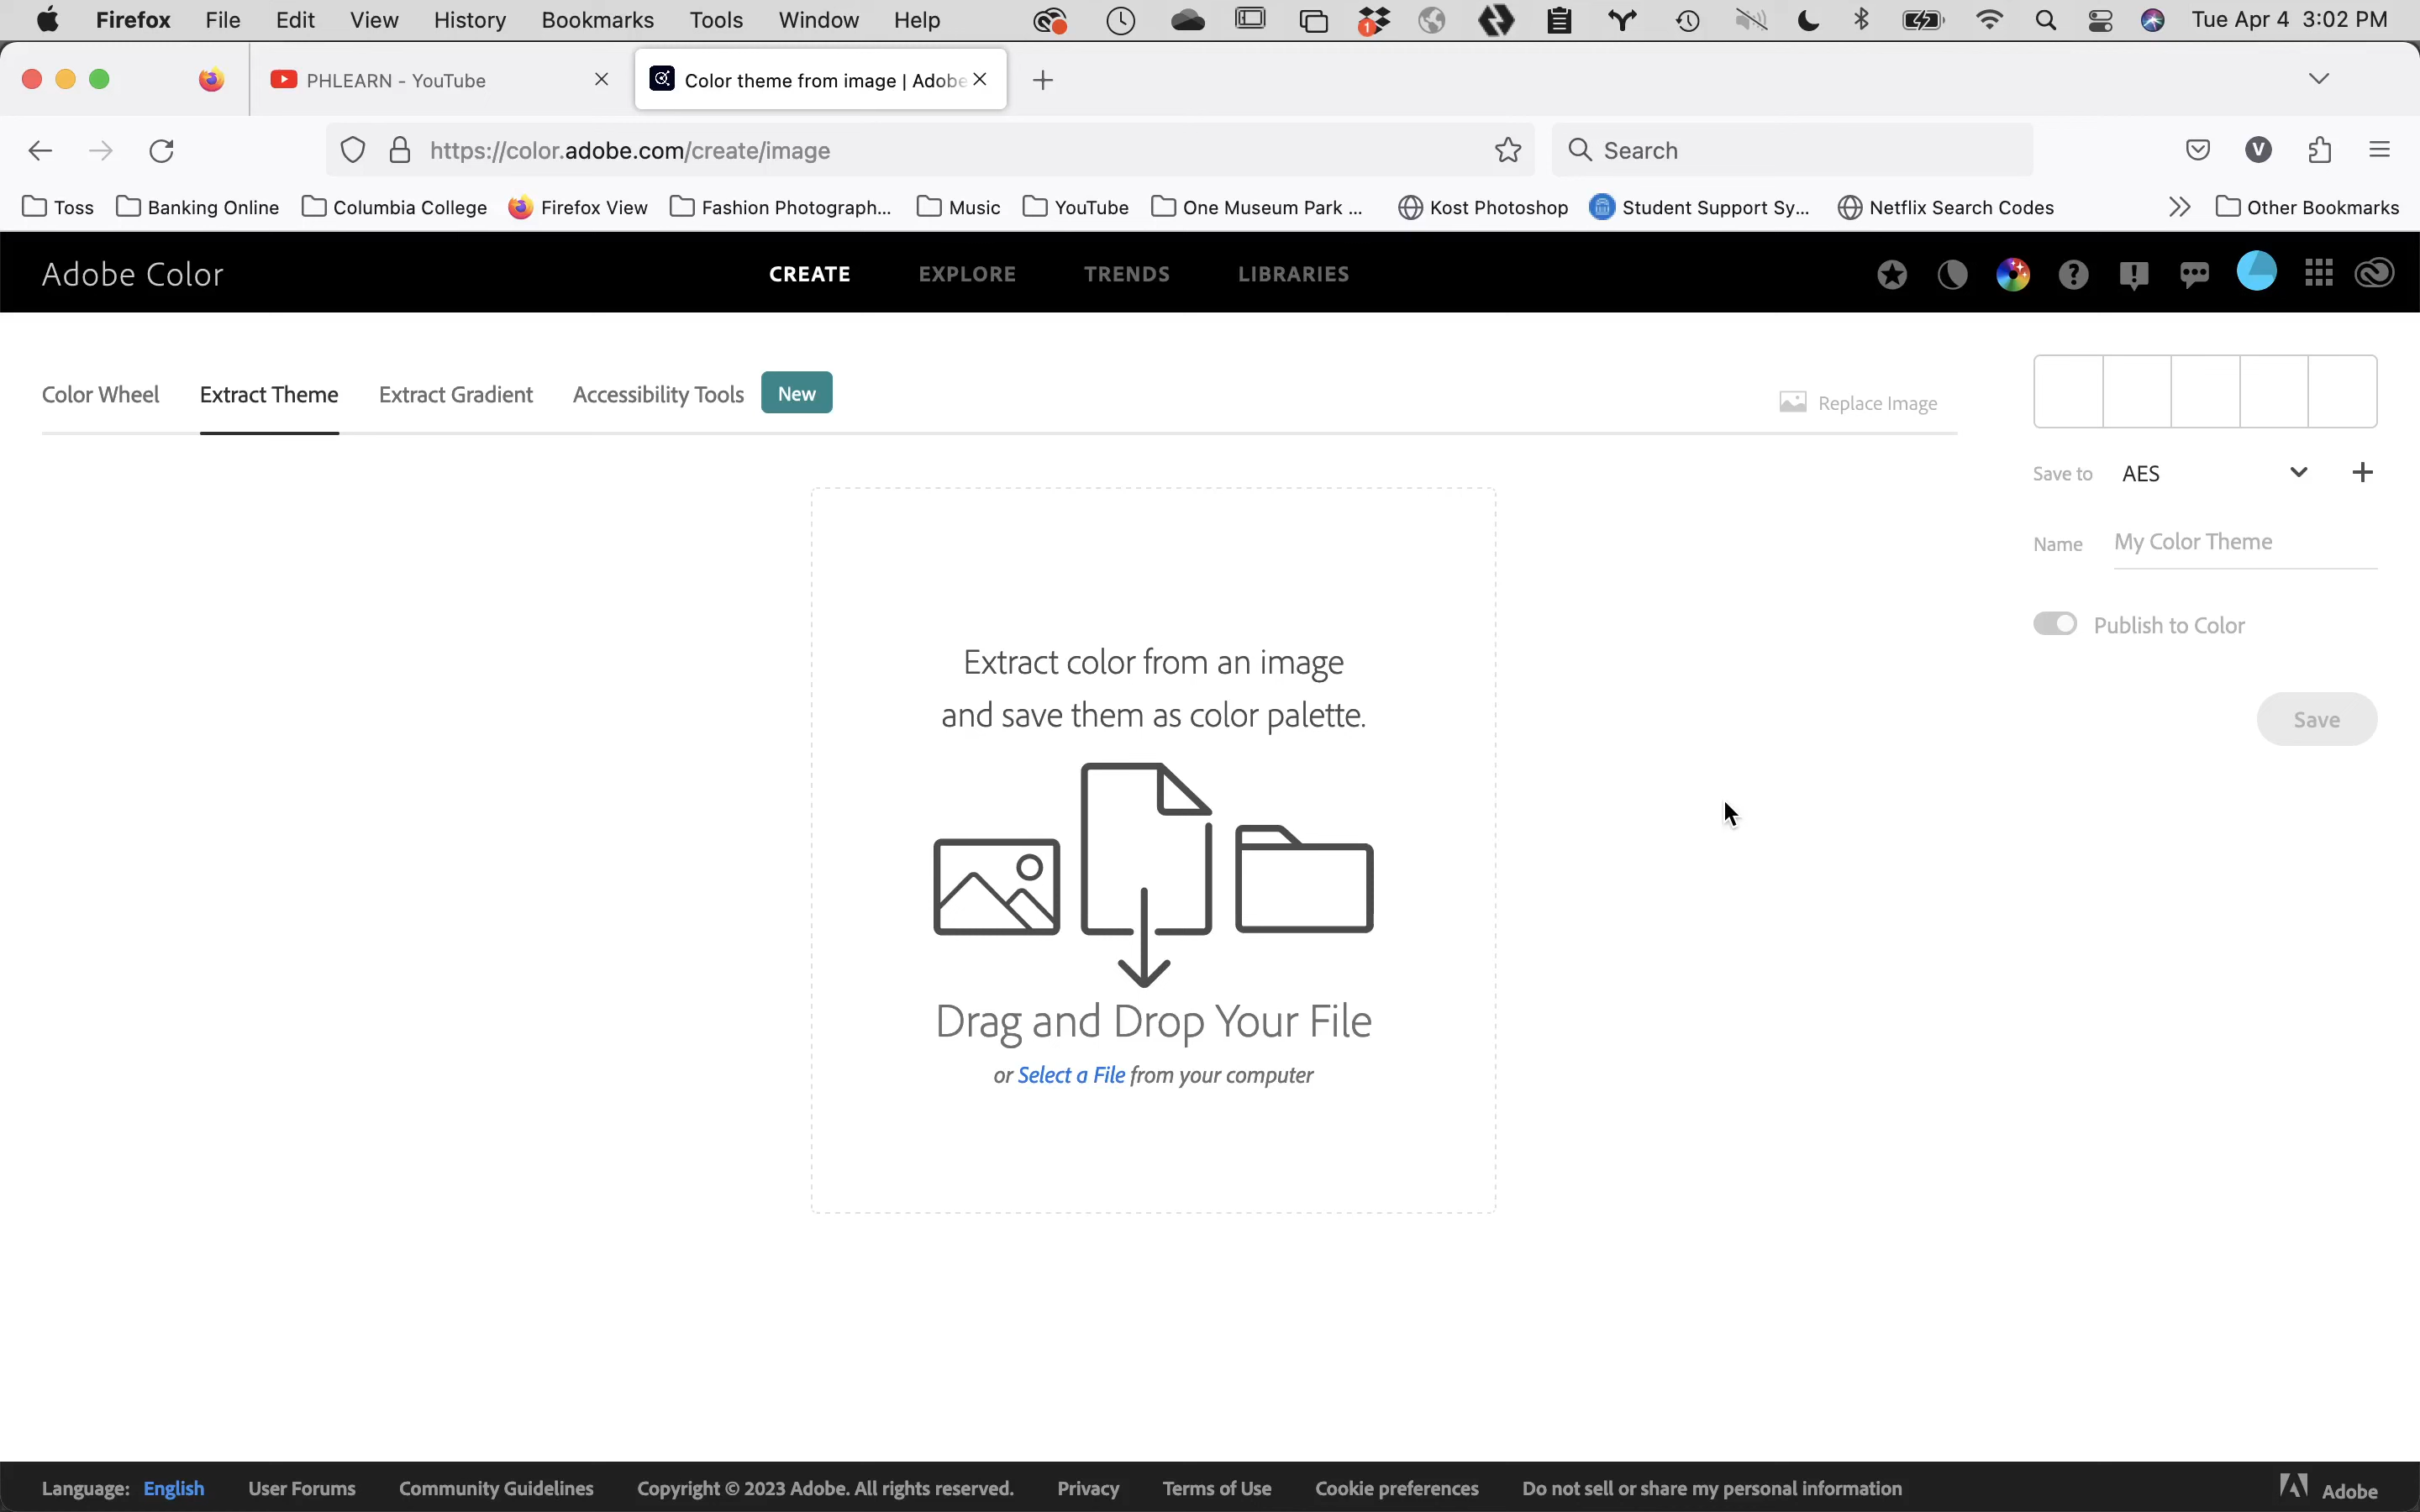 Firefox File Edit View History Bookmarks Tools Window Help 1 Tue Apr 4 3:02 PM
PHLEARN - YouTube Color theme from image | Adobe
https://color.adobe.com/create/image Search V
Toss Banking Online Columbia College Firefox View Fashion Photograph... Music YouTube One Museum Park ... Kost Photoshop Student Support Sy... Netflix Search Codes Other Bookmarks
Adobe Color CREATE EXPLORE TRENDS LIBRARIES
Color Wheel Extract Theme Extract Gradient Accessibility Tools New Replace Image
Save to AES
Name My Color Theme
Publish to Color
Save
Extract color from an image
and save them as color palette.
Drag and Drop Your File
or Select a File from your computer
Language: English User Forums Community Guidelines Copyright © 2023 Adobe. All rights reserved. Privacy Terms of Use Cookie preferences Do not sell or share my personal information Adobe